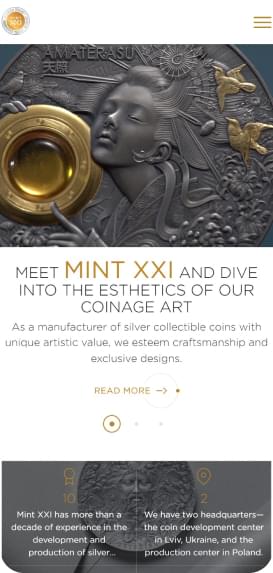 AMATERASU
天照
MEET MINT XXI AND DIVE
INTO THE ESTHETICS OF OUR
COINAGE ART
As a manufacturer of silver collectible coins with
unique artistic value, we esteem craftsmanship and
exclusive designs.
READ MORE
10
Mint XXI has more than a
decade of experience in the
development and
production of silver...
2
We have two headquarters—
the coin development center
in Lviv, Ukraine, and the
production center in Poland.